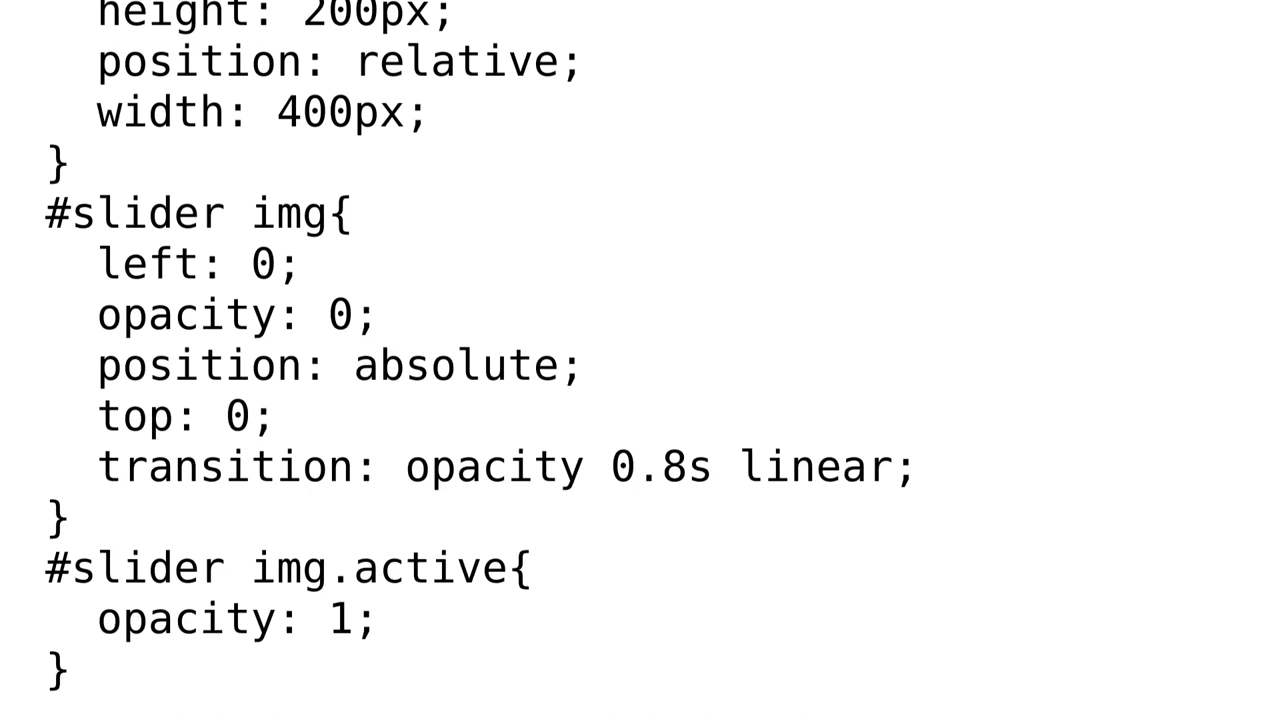 height: 200px;
position: relative;
width: 400px;
}
#slider img{
left: 0;
opacity: 0;
position: absolute;
top: 0;
transition: opacity 0.8s linear;
}
#slider img.active{
opacity: 1;
}